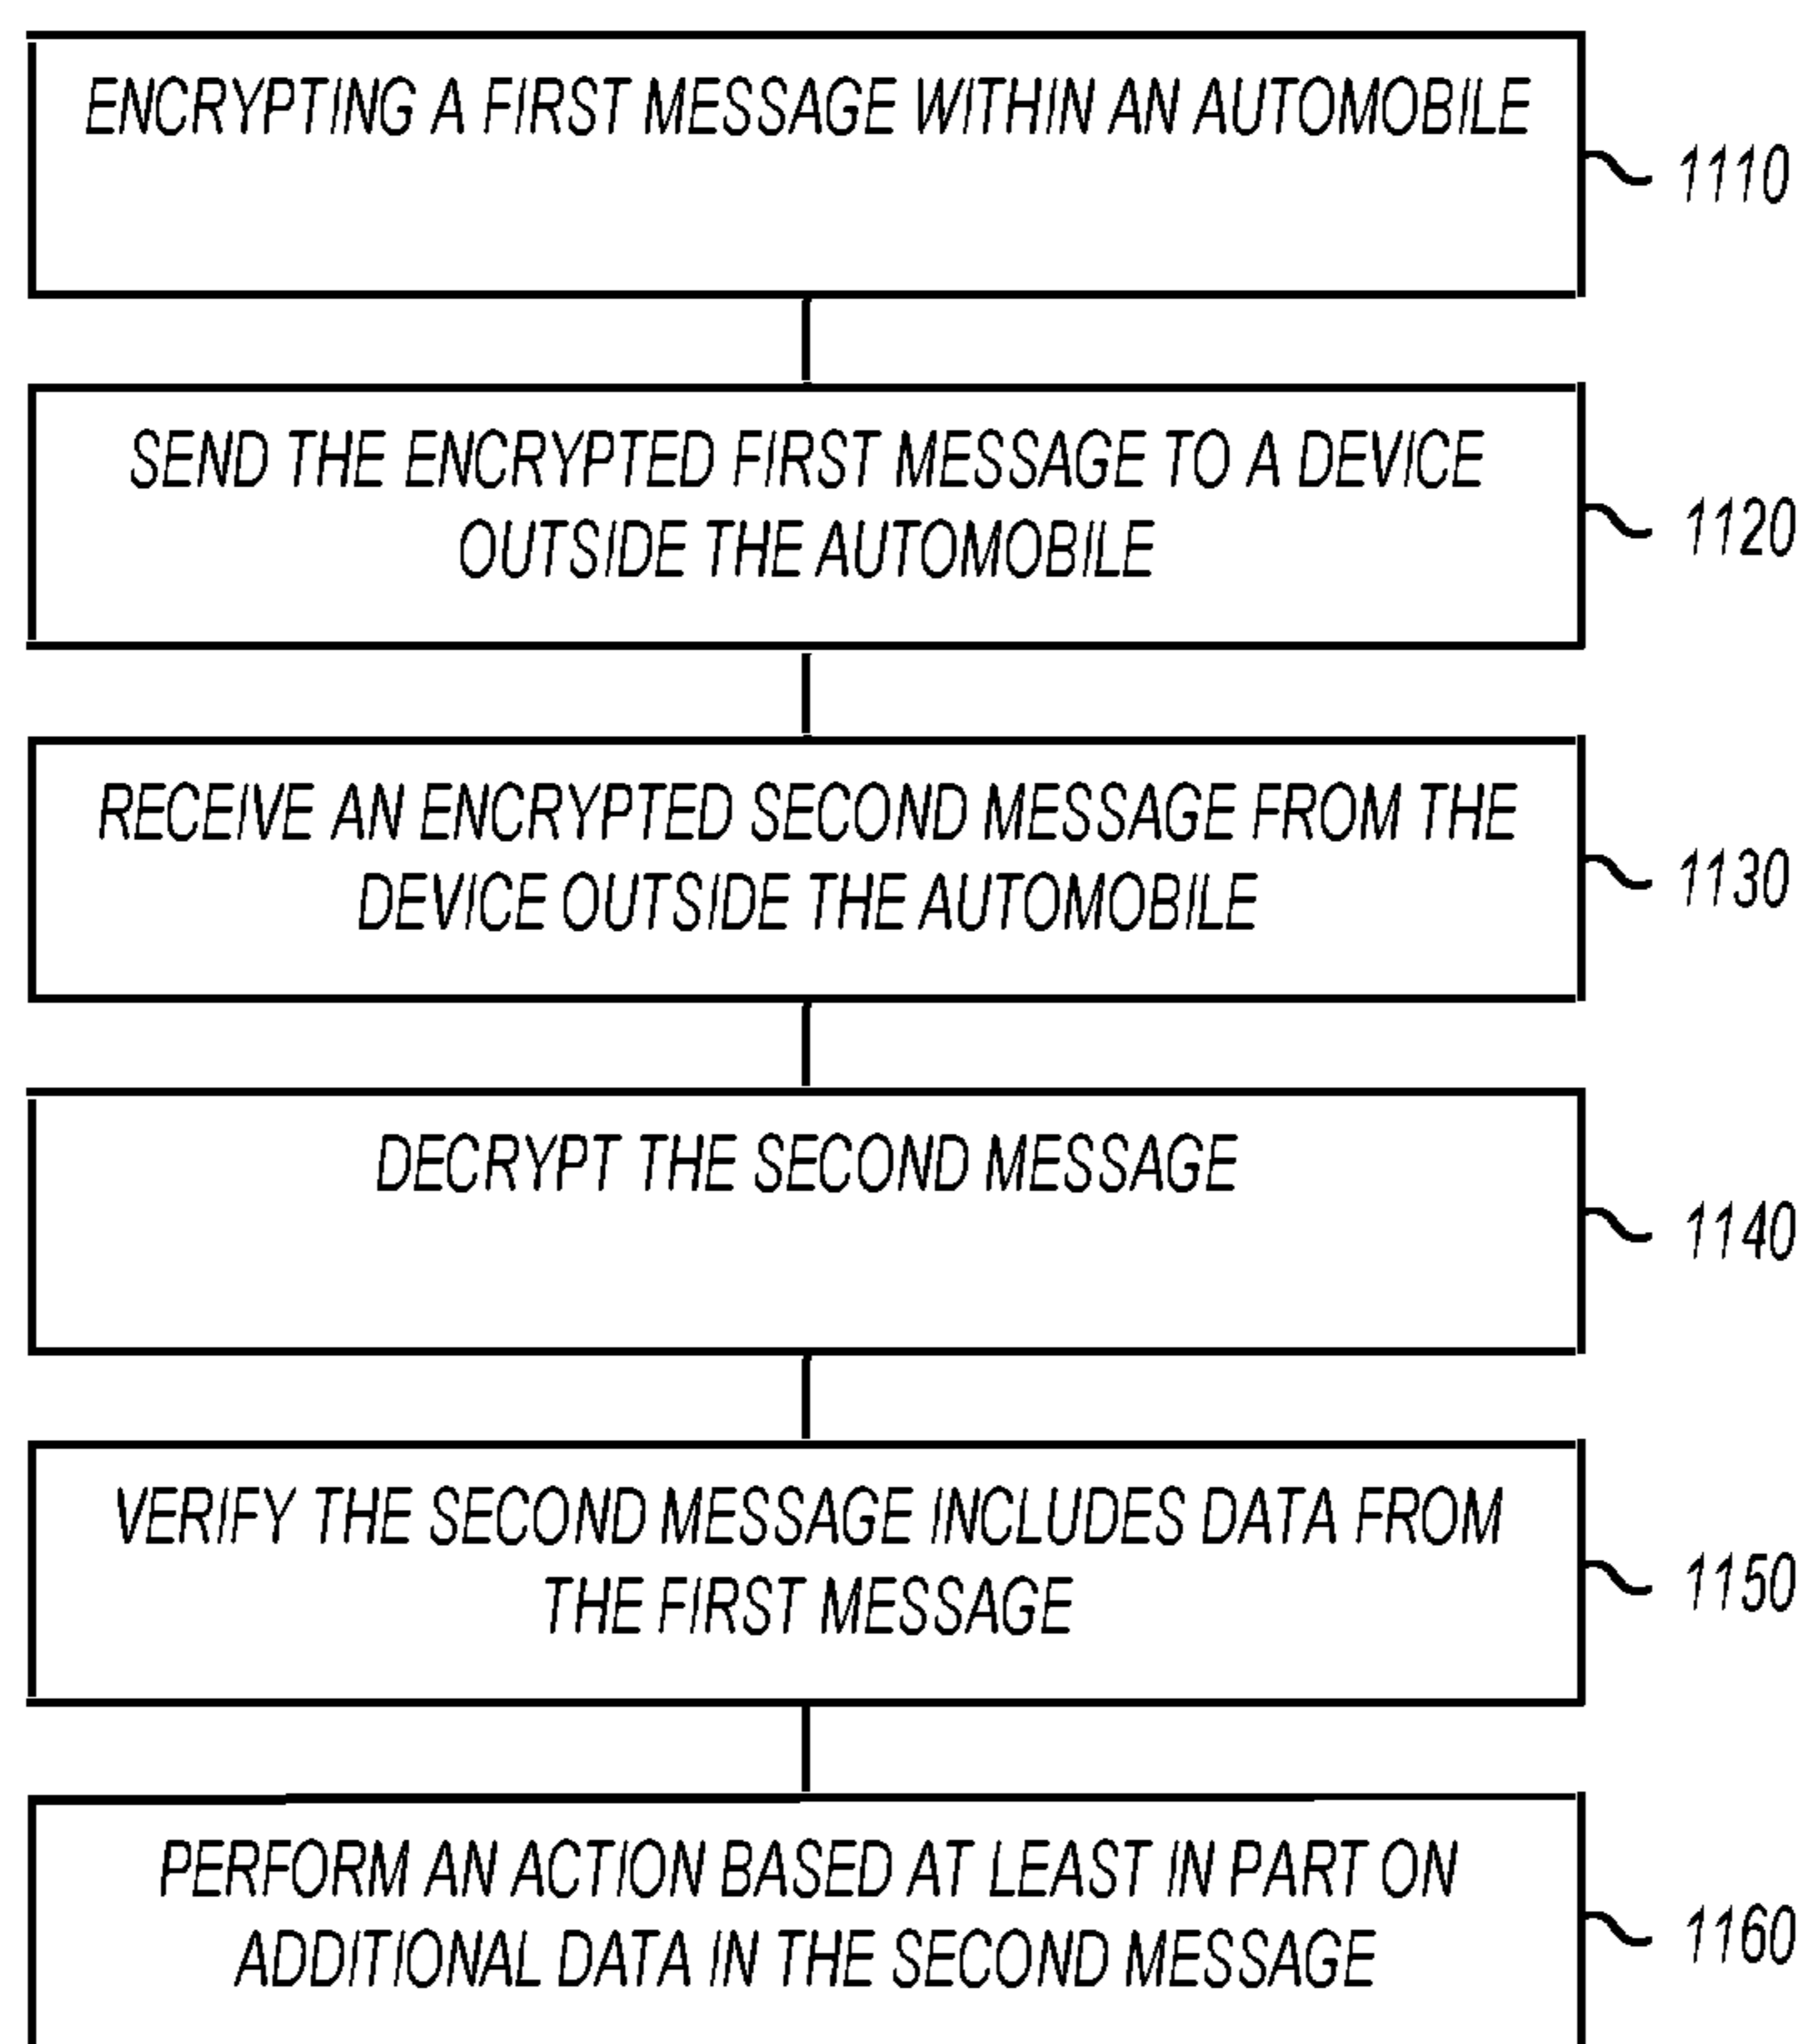 ENCRYPTING A FIRST MESSAGE WITHIN AN AUTOMOBILE
1110
SEND THE ENCRYPTED FIRST MESSAGE TO A DEVICE
OUTSIDE THE AUTOMOBILE
1120
RECEIVE AN ENCRYPTED SECOND MESSAGE FROM THE
DEVICE OUTSIDE THE AUTOMOBILE
1130
DECRYPT THE SECOND MESSAGE
1140
VERIFY THE SECOND MESSAGE INCLUDES DATA FROM
THE FIRST MESSAGE
1150
PERFORM AN ACTION BASED AT LEAST IN PART ON
ADDITIONAL DATA IN THE SECOND MESSAGE
1160